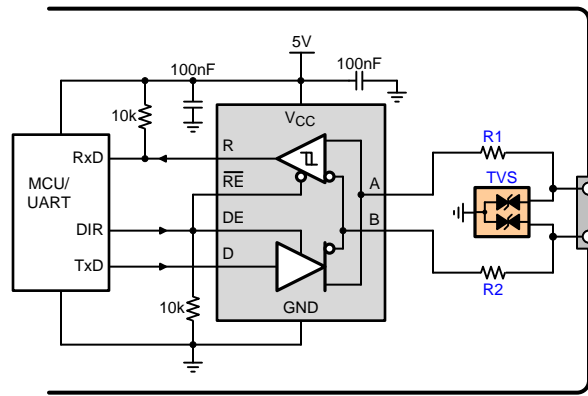 5V
100nF
100nF
10k
VCC
R1
RxD
R
TVS
MCU/
UART
RE
A
DIR
DE
B
TxD
D
10k
GND
R2